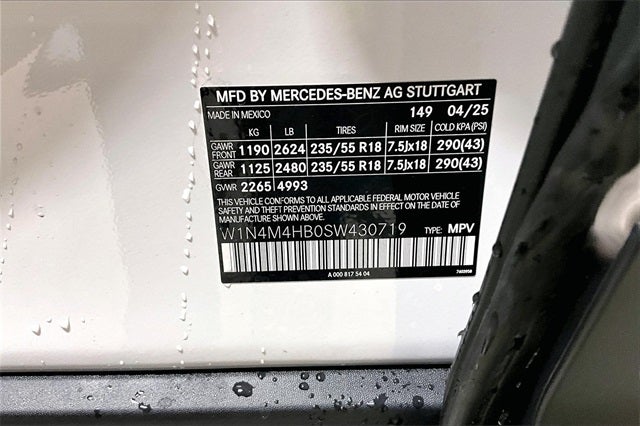 MFD BY MERCEDES-BENZ AG STUTTGART
MADE IN MEXICO 149 04/25
KG LB TIRES RIM SIZE COLD KPA(PSI)
GAWR FRONT 1190 2624 235/55 R18 7.5Jx18 290(43)
GAWR REAR 1125 2480 235/55 R18 7.5Jx18 290(43)
GVWR 2265 4993
THIS VEHICLE CONFORMS TO ALL APPLICABLE FEDERAL MOTOR VEHICLE
SAFETY AND THEFT PREVENTION STANDARDS IN EFFECT ON THE DATE OF
MANUFACTURE SHOWN ABOVE.
W1N4M4HB0SW430719 TYPE: MPV
A 000 817 54 04